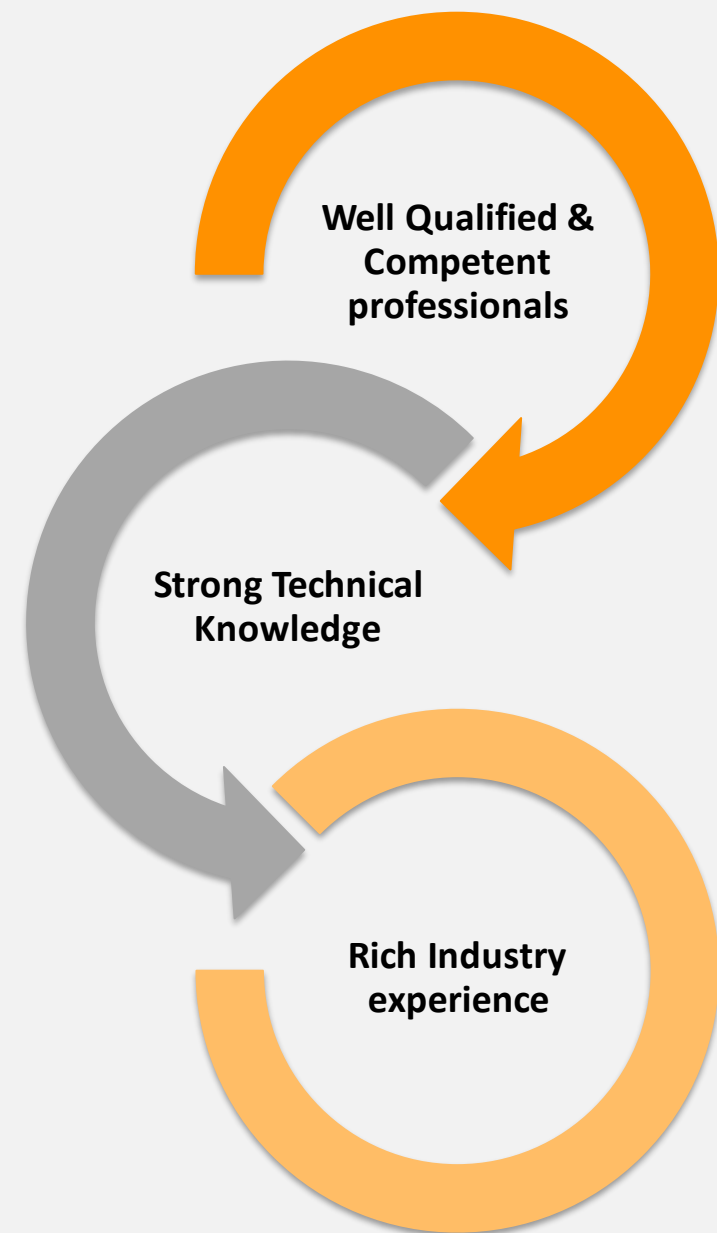 Well Qualified &
Competent
professionals
Strong Technical
Knowledge
Rich Industry
experience